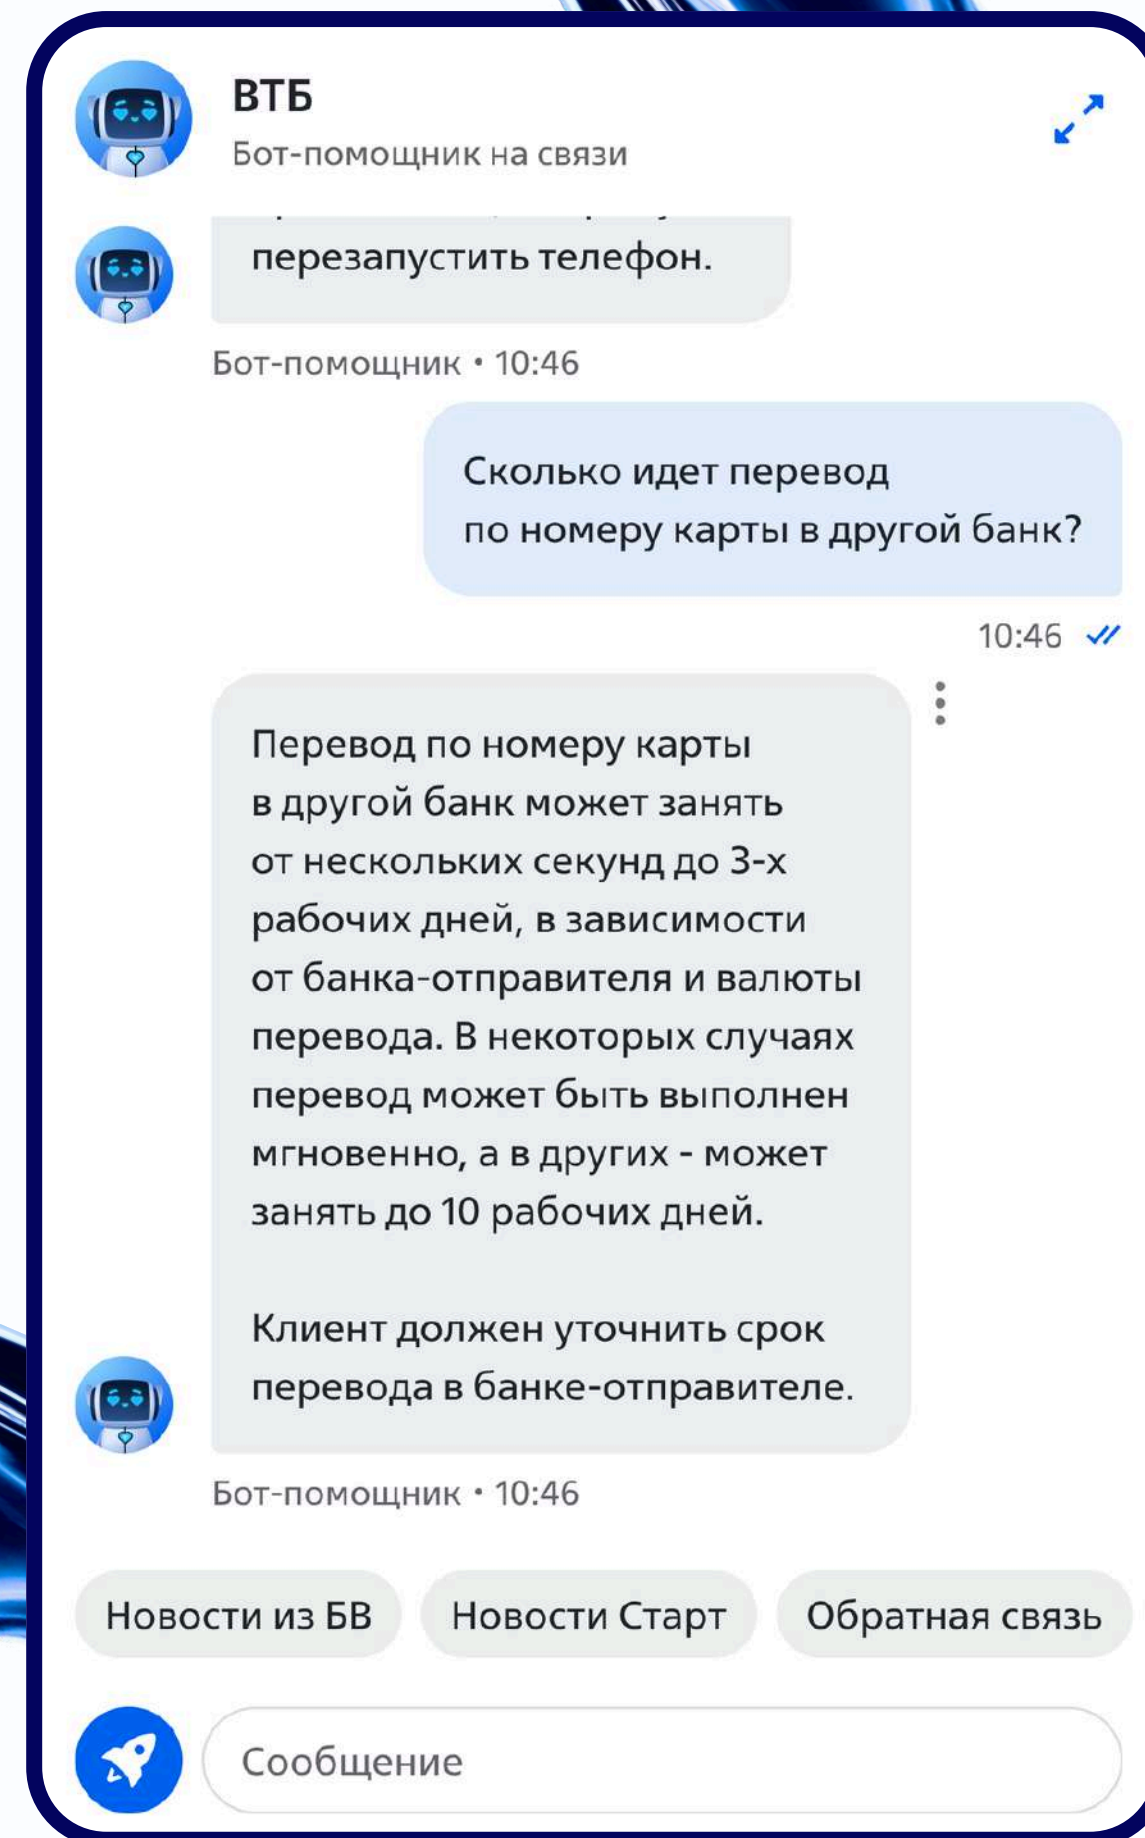 ВТБ
Бот-помощник на связи
перезапустить телефон.
Бот-помощник • 10:46
Сколько идет перевод
по номеру карты в другой банк?
10:46
Перевод по номеру карты
в другой банк может занять
от нескольких секунд до 3-х
рабочих дней, в зависимости
от банка-отправителя и валюты
перевода. В некоторых случаях
перевод может быть выполнен
мгновенно, а в других - может
занять до 10 рабочих дней.
Клиент должен уточнить срок
перевода в банке-отправителе.
Бот-помощник • 10:46
Новости из БВ
Новости Старт
Обратная связь
Сообщение